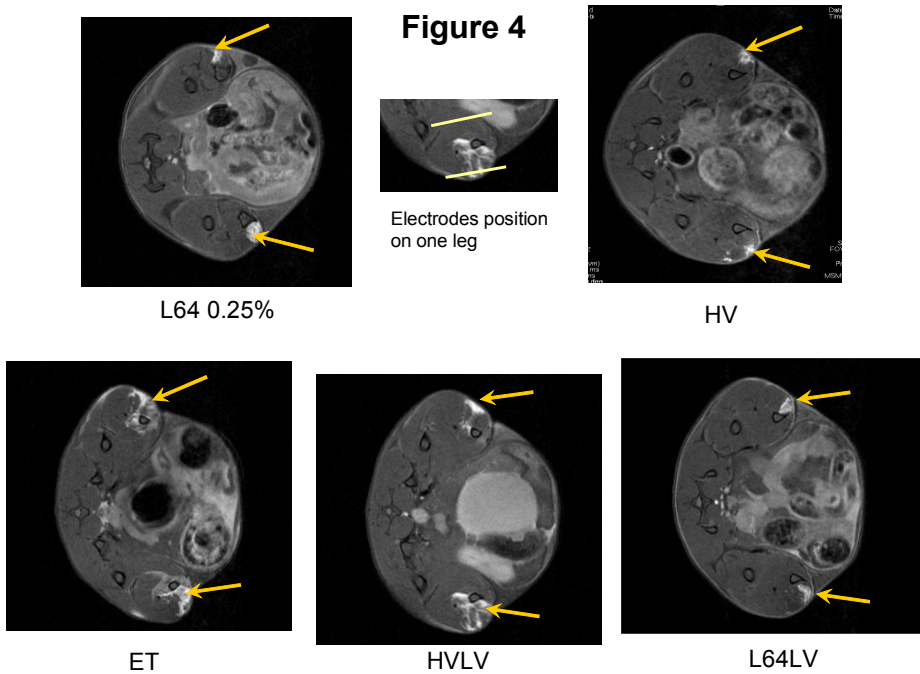 Figure 4
Electrodes position
on one leg
L64 0.25%
HV
ET
HVLV
L64LV